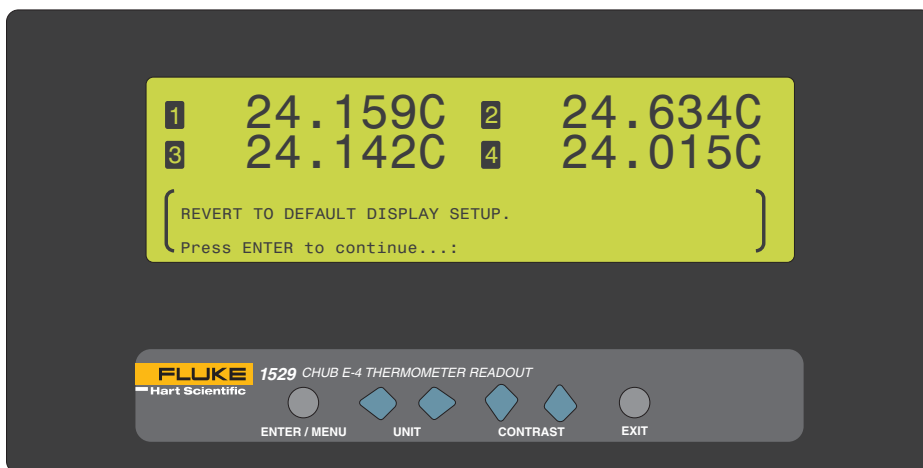 1 24.159C 2 24.634C
3 24.142C 4 24.015C
REVERT TO DEFAULT DISPLAY SETUP.
Press ENTER to continue...:
FLUKE
Hart Scientific
1529 CHUB E-4 THERMOMETER READOUT
ENTER / MENU UNIT CONTRAST EXIT